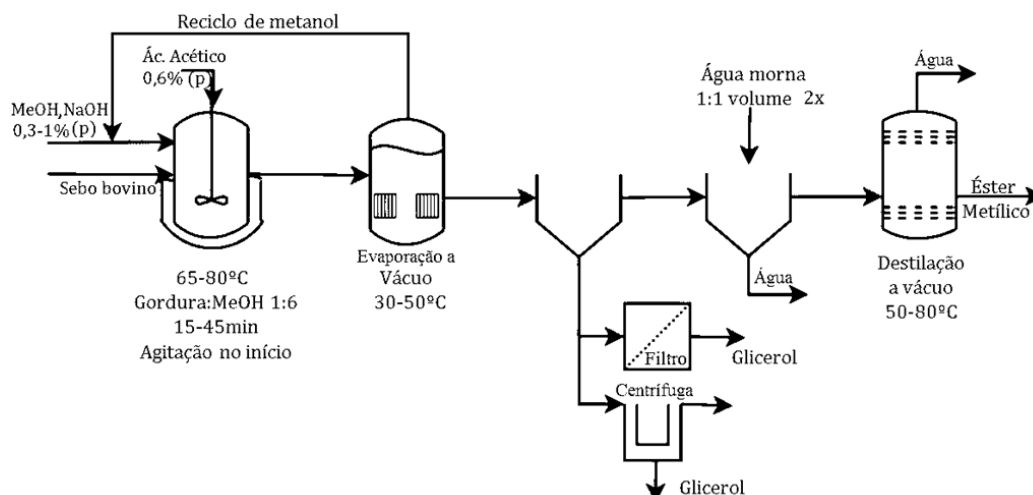 Reciclo de metanol
Ác. Acético
0,6% (p)
MeOH,NaOH
0,3-1% (p)
Sebo bovino
65-80ºC
Gordura:MeOH 1:6
15-45min
Agitação no início
Evaporação a
Vácuo
30-50ºC
Água morna
1:1 volume 2x
Água
Filtro
Glicerol
Centrífuga
Glicerol
Água
Éster
Metílico
Destilação
a vácuo
50-80ºC